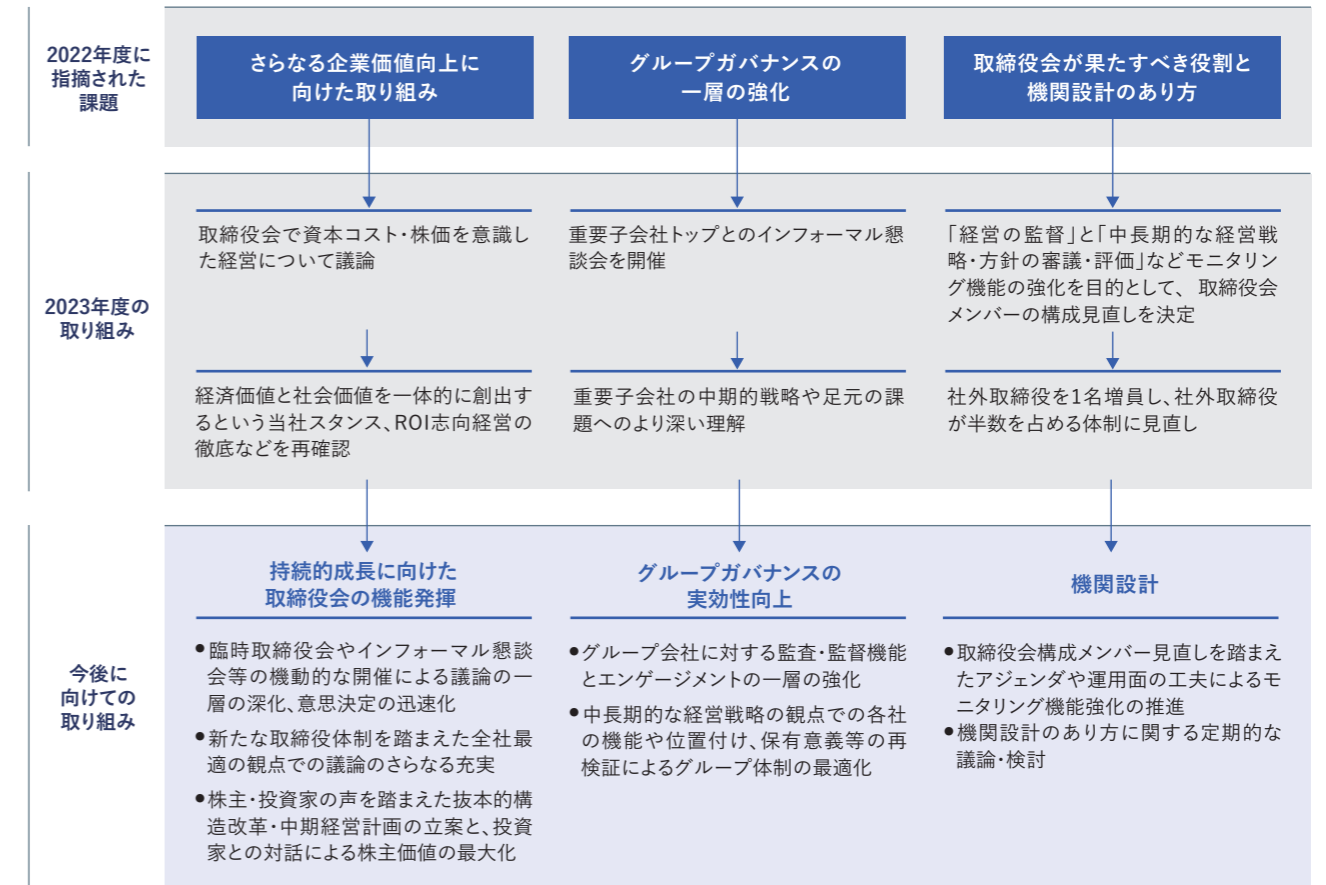 2022年度に
指摘された
課題
さらなる企業価値向上に
向けた取り組み
グループガバナンスの
一層の強化
取締役会が果たすべき役割と
機関設計のあり方
2023年度の
取り組み
取締役会で資本コスト・株価を意識し
た経営について議論
重要子会社トップとのインフォーマル懇
談会を開催
「経営の監督」と「中長期的な経営戦
略・方針の審議・評価」などモニタリン
グ機能の強化を目的として、取締役会
メンバーの構成見直しを決定
経済価値と社会価値を一体的に創出す
るという当社スタンス、ROI志向経営の
徹底などを再確認
重要子会社の中期的戦略や足元の課
題へのより深い理解
社外取締役を1名増員し、社外取締役
が半数を占める体制に見直し
今後に
向けての
取り組み
持続的成長に向けた
取締役会の機能発揮
●臨時取締役会やインフォーマル懇談
会等の機動的な開催による議論の一
層の深化、意思決定の迅速化
●新たな取締役体制を踏まえた全社最
適の観点での議論のさらなる充実
●株主・投資家の声を踏まえた抜本的構
造改革・中期経営計画の立案と、投資
家との対話による株主価値の最大化
グループガバナンスの
実効性向上
●グループ会社に対する監査・監督機能
とエンゲージメントの一層の強化
●中長期的な経営戦略の観点での各社
の機能や位置付け、保有意義等の再
検証によるグループ体制の最適化
機関設計
●取締役会構成メンバー見直しを踏まえ
たアジェンダや運用面の工夫によるモ
ニタリング機能強化の推進
●機関設計のあり方に関する定期的な
議論・検討